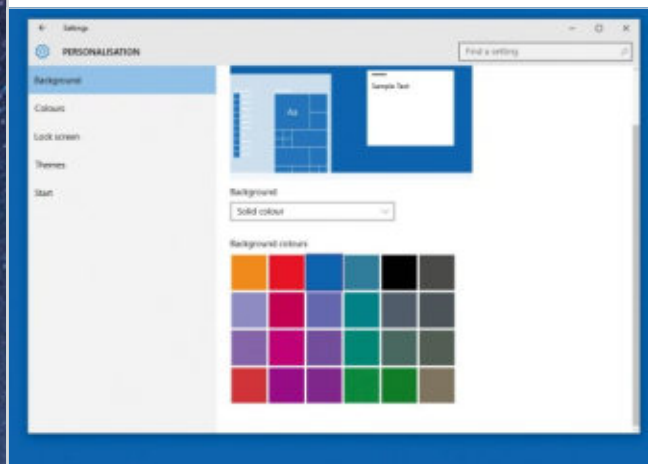 Settings
PERSONALISATION
Find a setting
Background
Colours
Lock screen
Themes
Start
Sample Text
Aa
Background
Solid colour
Background colours